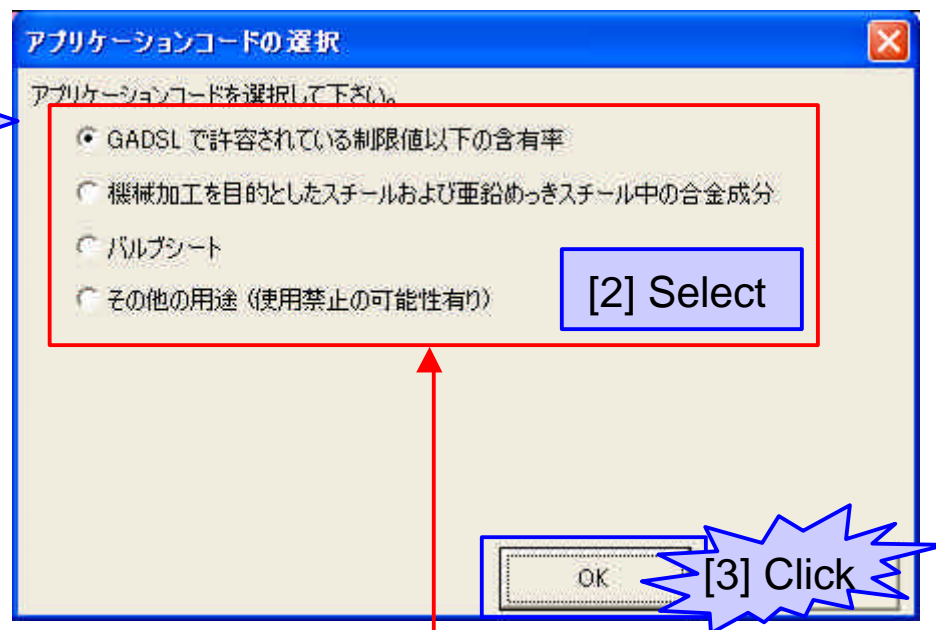 アプリケーションコードの選択
アプリケーションコードを選択して下さい。
GADSL で許容されている制限値以下の含有率
機械加工を目的としたスチールおよび亜鉛めっきスチール中の合金成分
バルブシート
その他の用途 (使用禁止の可能性有り)
[2] Select
OK
[3] Click